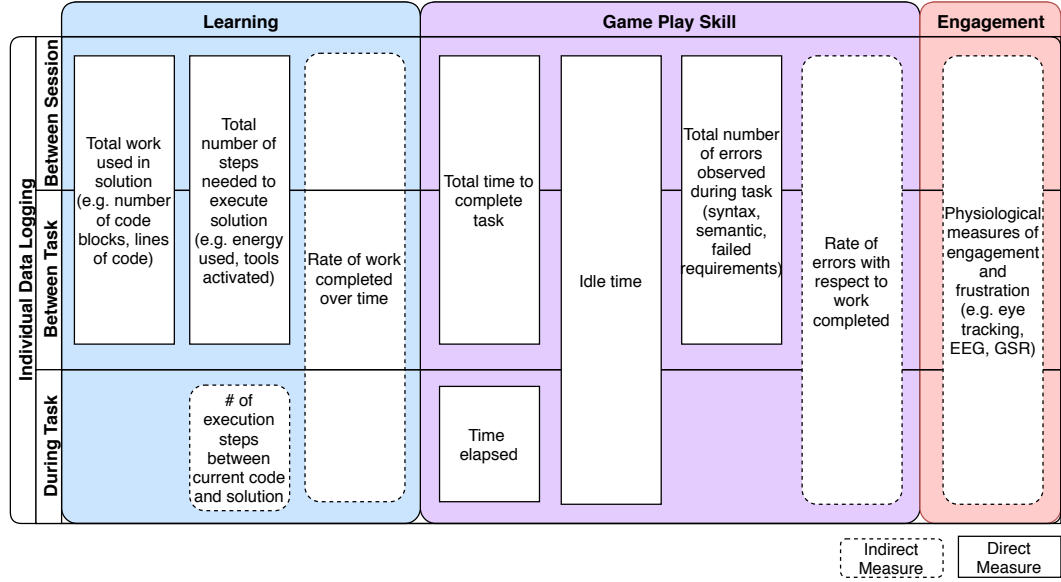 Learning
Game Play Skill
Engagement
Individual Data Logging
Between Session
Between Task
During Task
Total work
used in
solution
(e.g. number
of code
blocks, lines
of code)
Total
number of
steps
needed to
execute
solution
(e.g. energy
used, tools
activated)
# of
execution
steps
between
current code
and solution
Rate of work
completed
over time
Total time to
complete
task
Time
elapsed
Idle time
Total number
of errors
observed
during task
(syntax,
semantic,
failed
requirements)
Rate of
errors with
respect to
work
completed
Physiological
measures of
engagement
and
frustration
(e.g. eye
tracking,
EEG, GSR)
Indirect
Measure
Direct
Measure